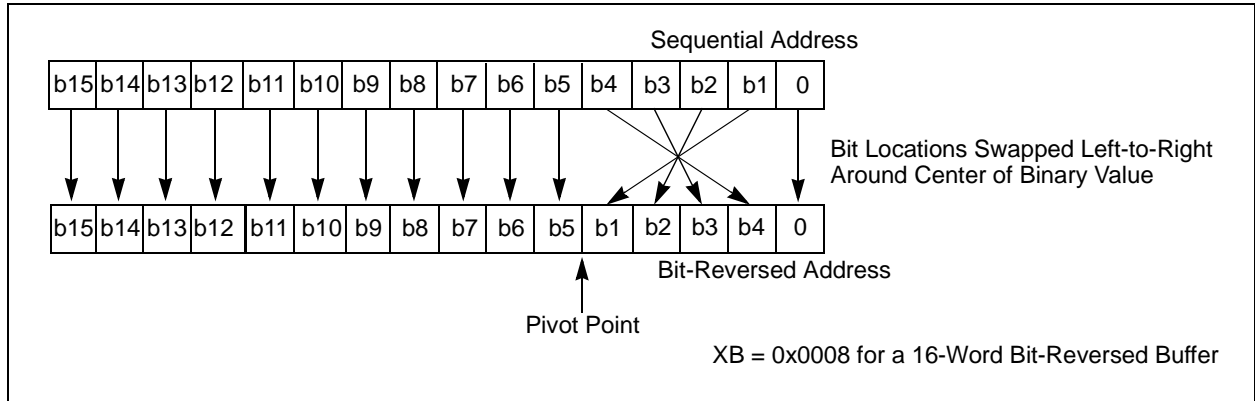 Sequential Address
b15 b14 b13 b12 b11 b10 b9 b8 b7 b6 b5 b4 b3 b2 b1 0
Bit Locations Swapped Left-to-Right
Around Center of Binary Value
b15 b14 b13 b12 b11 b10 b9 b8 b7 b6 b5 b1 b2 b3 b4 0
Bit-Reversed Address
Pivot Point
XB = 0x0008 for a 16-Word Bit-Reversed Buffer